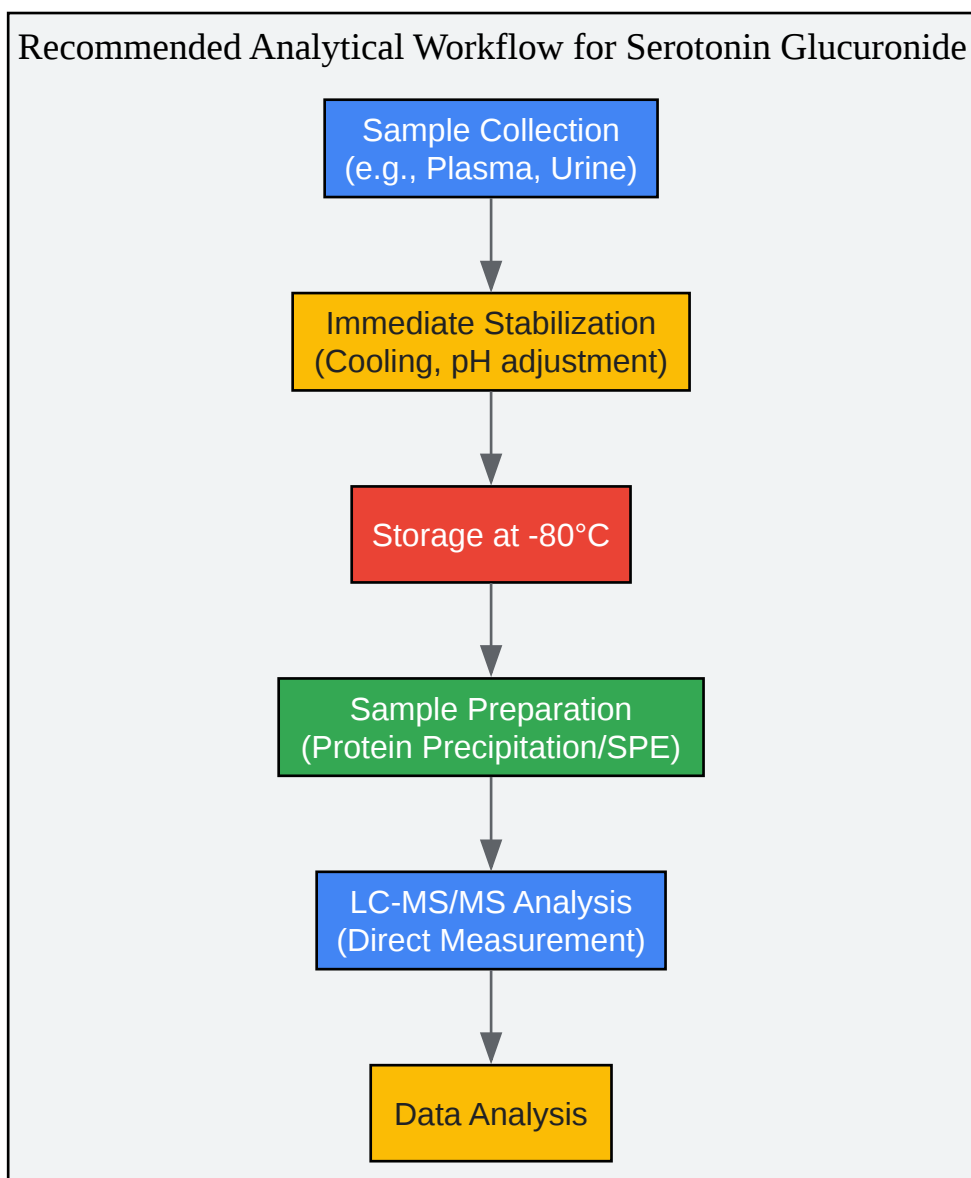 Recommended Analytical Workflow for Serotonin Glucuronide
Sample Collection
(e.g., Plasma, Urine)
Immediate Stabilization
(Cooling, pH adjustment)
Storage at -80°C
Sample Preparation
(Protein Precipitation/SPE)
LC-MS/MS Analysis
(Direct Measurement)
Data Analysis